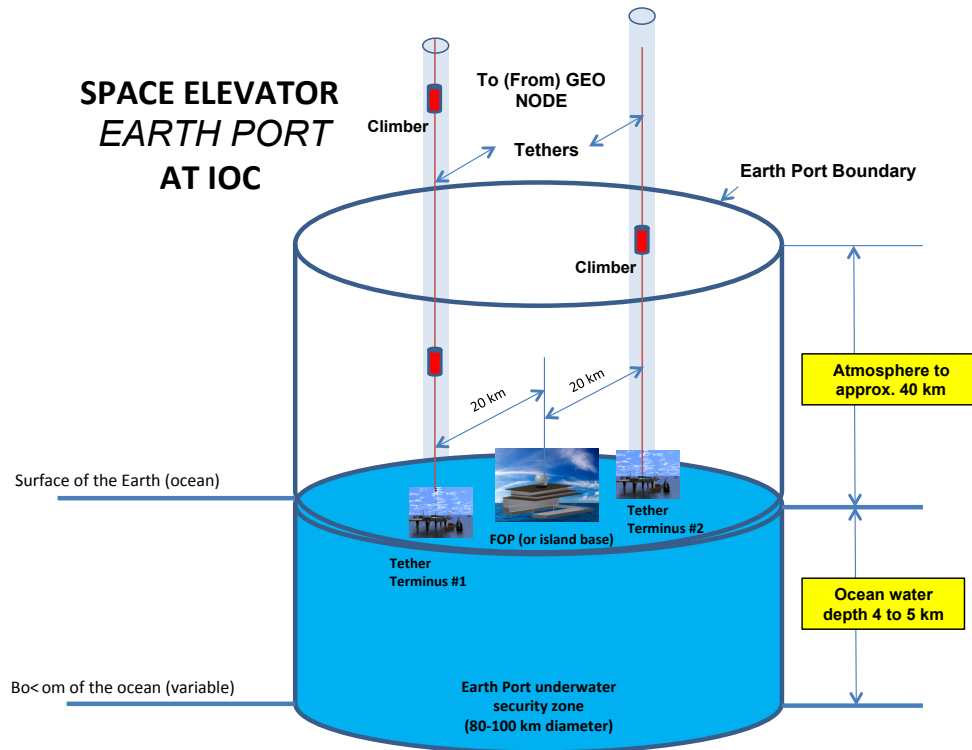 SPACE ELEVATOR
EARTH PORT
AT IOC
To (From) GEO
NODE
Climber
Tethers
Earth Port Boundary
Climber
20 km
20 km
Atmosphere to
approx. 40 km
Surface of the Earth (ocean)
Tether
Terminus #2
FOP (or island base)
Tether
Terminus #1
Ocean water
depth 4 to 5 km
Bo< om of the ocean (variable)
Earth Port underwater
security zone
(80-100 km diameter)